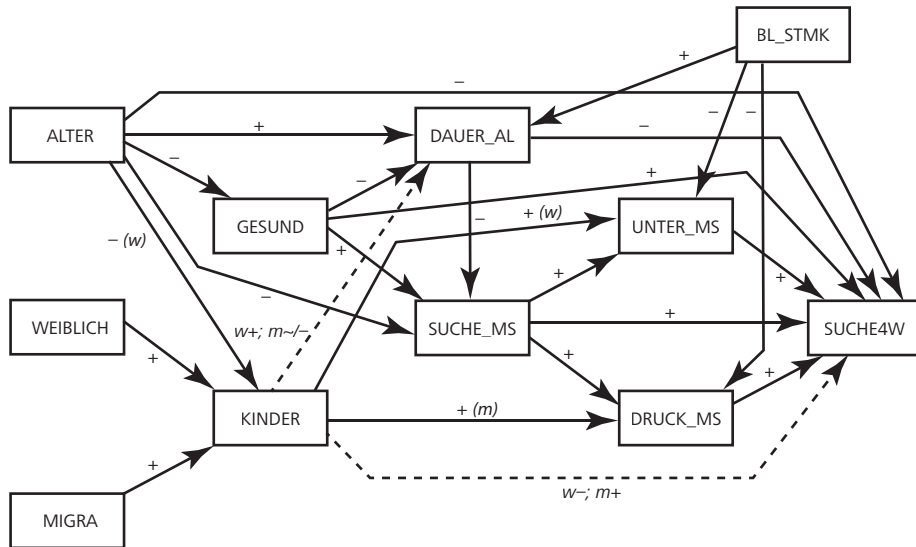 BL_STMK
+
−
ALTER
+
DAUER_AL
−
−
−
−
−
+
GESUND
−
+ (w)
UNTER_MS
− (w)
+
+
+
−
WEIBLICH
w+; m~/−
SUCHE_MS
+
SUCHE4W
+
+
+
KINDER
+ (m)
DRUCK_MS
+
w−; m+
MIGRA